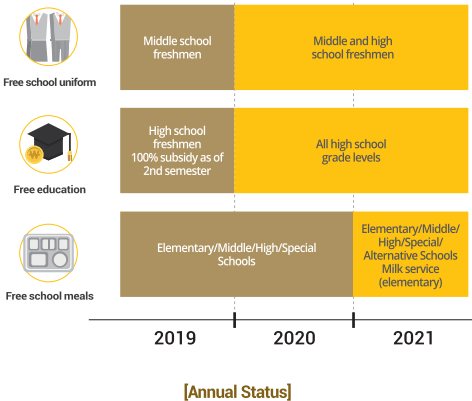 Free school uniform
Middle school
freshmen
Middle and high
school freshmen
₩
Free education
High school
freshmen
100% subsidy as of
2nd semester
All high school
grade levels
Free school meals
Elementary/Middle/High/Special
Schools
Elementary/Middle/
High/Special/
Alternative Schools
Milk service
(elementary)
2019
2020
2021
[Annual Status]